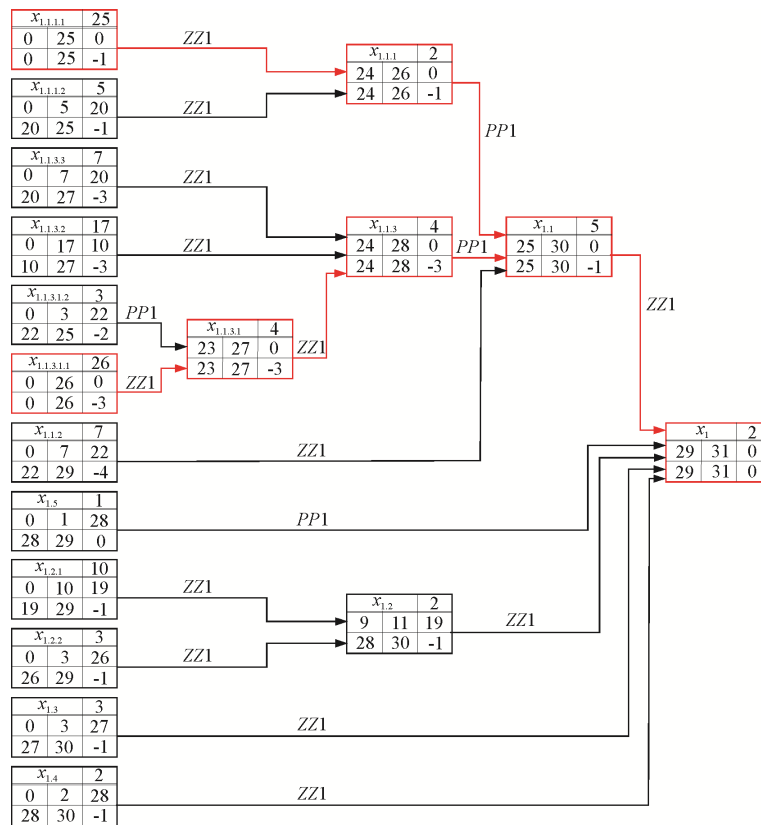 x1.1.1.1 25
0 25 0
0 25 -1
ZZ1
x1.1.1 2
24 26 0
24 26 -1
x1.1.1.2 5
0 5 20
20 25 -1
ZZ1
PP1
x1.1.3.3 7
0 7 20
20 27 -3
ZZ1
x1.1.3.2 17
0 17 10
10 27 -3
ZZ1
x1.1.3 4
24 28 0
24 28 -3
PP1
x1.1 5
25 30 0
25 30 -1
x1.1.3.1.2 3
0 3 22
22 25 -2
PP1
x1.1.3.1 4
23 27 0
23 27 -3
ZZ1
ZZ1
x1.1.3.1.1 26
0 26 0
0 26 -3
ZZ1
x1.1.2 7
0 7 22
22 29 -4
ZZ1
x1 2
29 31 0
29 31 0
x1.5 1
0 1 28
28 29 0
PP1
x1.2.1 10
0 10 19
19 29 -1
ZZ1
x1.2 2
9 11 19
28 30 -1
ZZ1
x1.2.2 3
0 3 26
26 29 -1
ZZ1
x1.3 3
0 3 27
27 30 -1
ZZ1
x1.4 2
0 2 28
28 30 -1
ZZ1